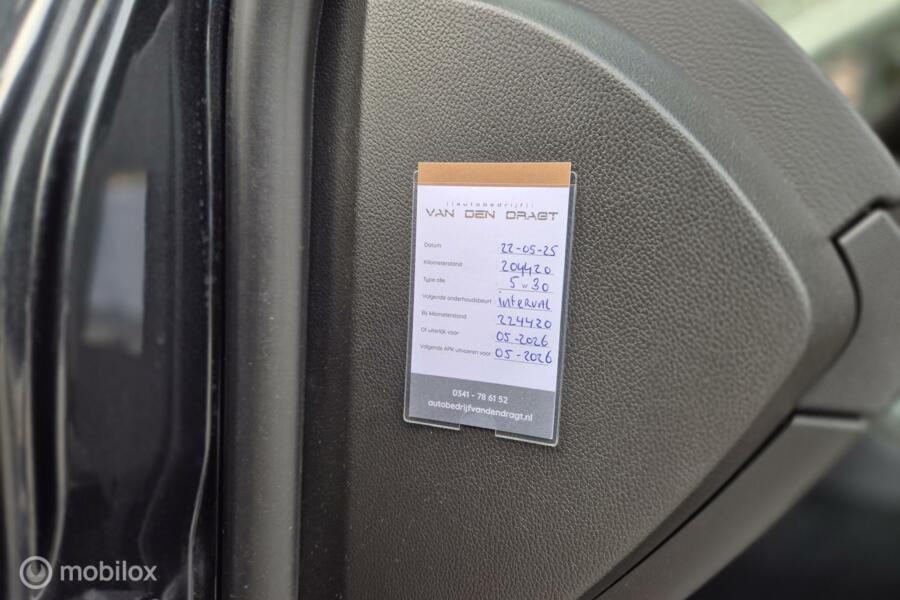 ||autobedrijf||
VAN DEN DRAGT
Datum 22-05-25
Kilometerstand 204420
Type olie 5w30
Volgende onderhoudsbeurt interval
Bij kilometerstand 224420
Of uiterlijk voor 05-2026
Volgende APK uitvoeren voor 05-2026
0341 - 78 61 52
autobedrijfvandendragt.nl
mobilox